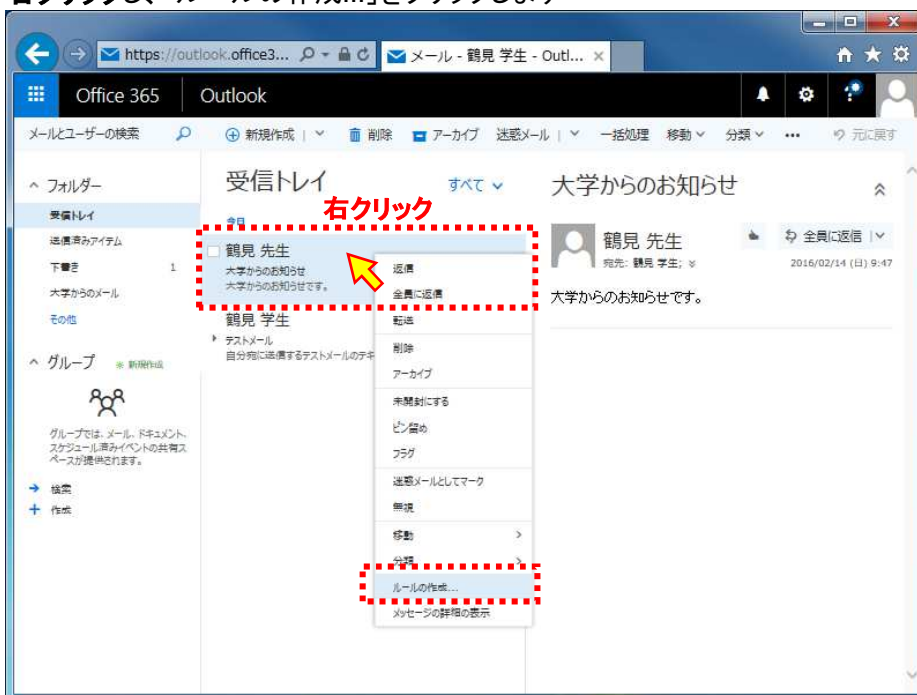 右クリックし、「ルールの作成...」をクリックします
https://outlook.office3...
メール - 鶴見 学生 - Outl... ×
Office 365
Outlook
?
メールとユーザーの検索
新規作成
削除
アーカイブ
迷惑メール
一括処理
移動
分類
...
元に戻す
フォルダー
受信トレイ
送信済みアイテム
下書き 1
大学からのメール
その他
グループ
新規作成
グループでは、メール、ドキュメント、
スケジュール済みイベントの共有ス
ペースが提供されます。
検索
作成
受信トレイ
すべて
右クリック
今日
鶴見 先生
大学からのお知らせ
大学からのお知らせです。
鶴見 学生
テストメール
自分宛に送信するテストメールのテキ
返信
全員に返信
転送
削除
アーカイブ
未開封にする
ピン留め
フラグ
迷惑メールとしてマーク
無視
移動
分類
ルールの作成...
メッセージの詳細の表示
大学からのお知らせ
鶴見 先生
宛先: 鶴見 学生;
全員に返信
2016/02/14 (日) 9:47
大学からのお知らせです。